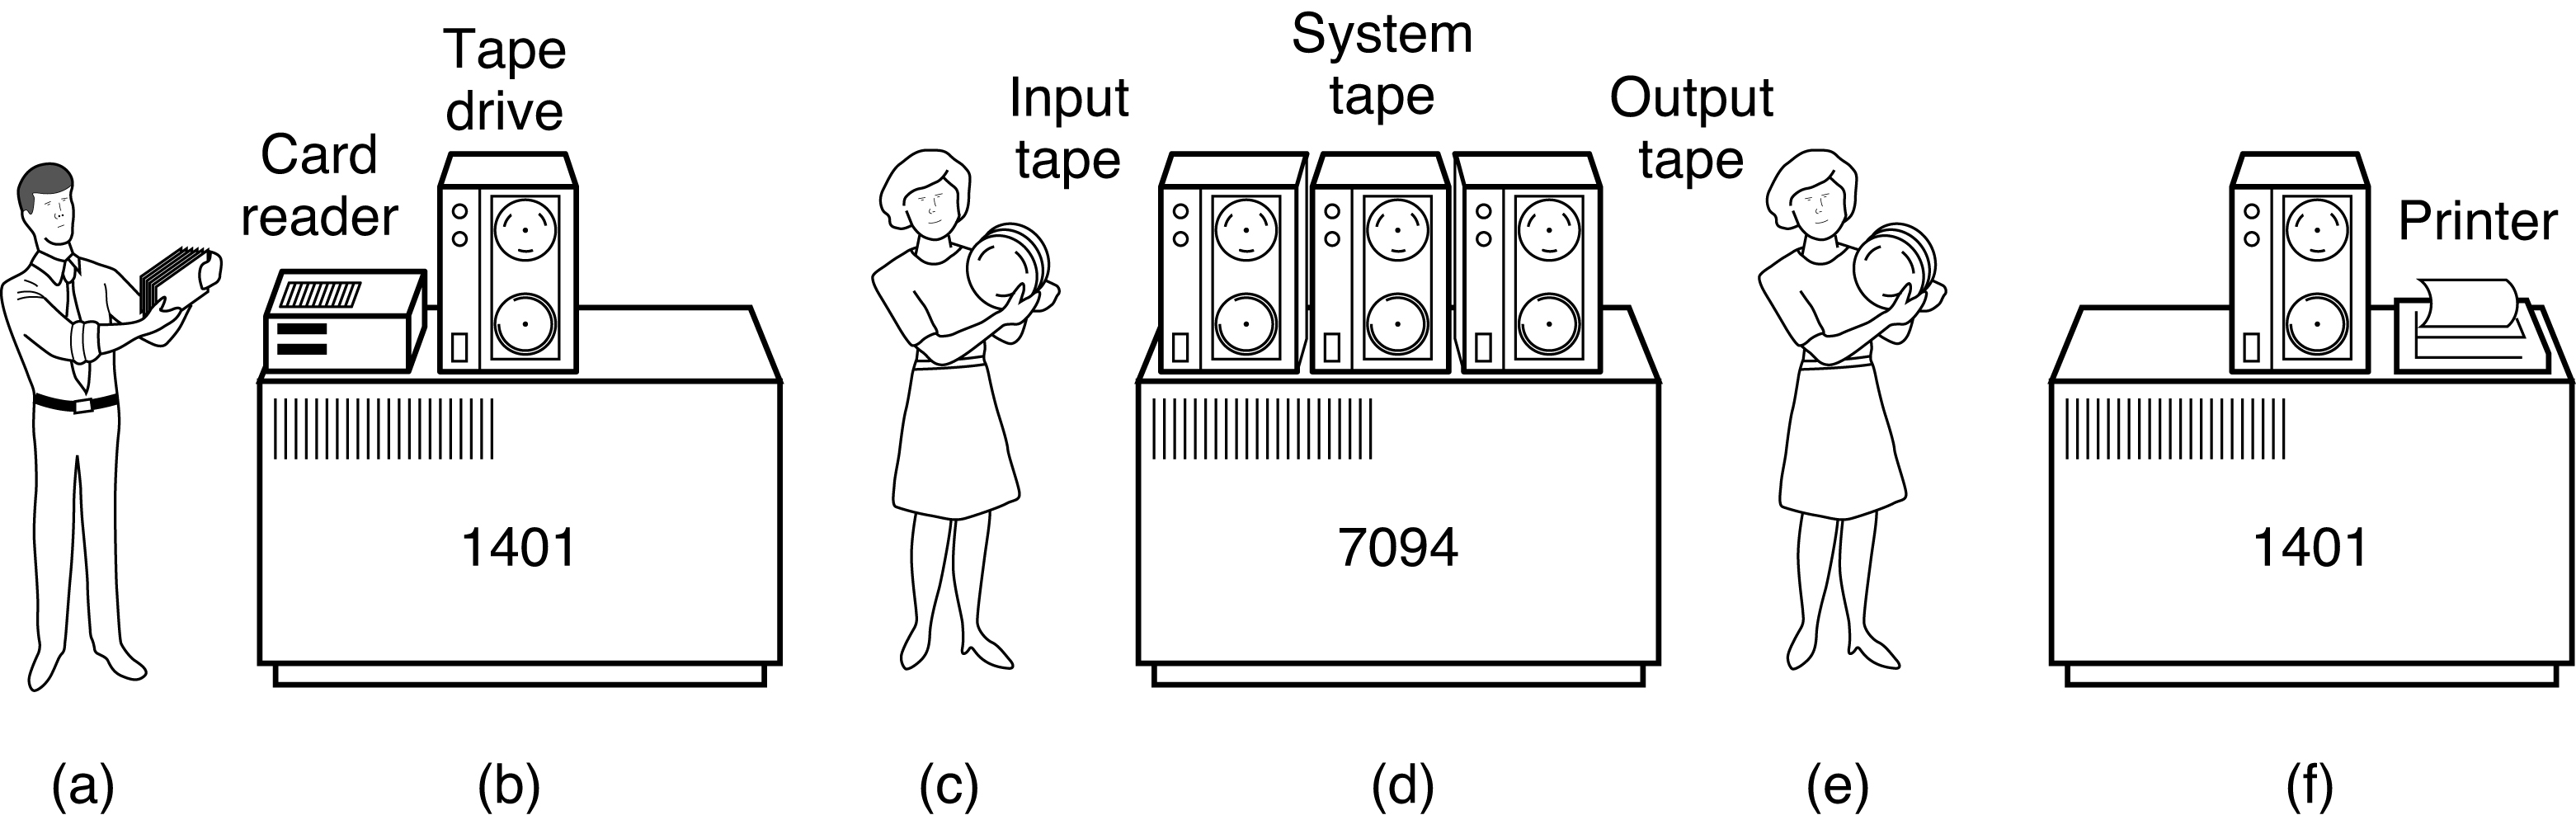 Card
reader
Tape
drive
Input
tape
System
tape
Output
tape
Printer
1401
7094
1401
(a)
(b)
(c)
(d)
(e)
(f)